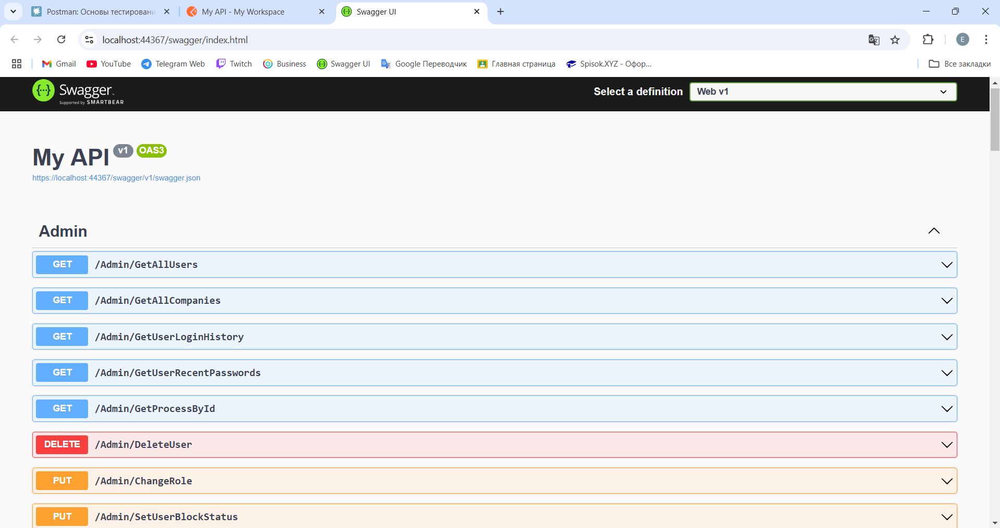 Postman: Основы тестировани
My API - My Workspace
Swagger UI
localhost:44367/swagger/index.html
E
Gmail
YouTube
Telegram Web
Twitch
Business
Swagger UI
Google Переводчик
Главная страница
Spisok.XYZ - Офор...
Все закладки
Swagger
Supported by SMARTBEAR
Select a definition
Web v1
My API v1 OAS3
https://localhost:44367/swagger/v1/swagger.json
Admin
GET /Admin/GetAllUsers
GET /Admin/GetAllCompanies
GET /Admin/GetUserLoginHistory
GET /Admin/GetUserRecentPasswords
GET /Admin/GetProcessById
DELETE /Admin/DeleteUser
PUT /Admin/ChangeRole
PUT /Admin/SetUserBlockStatus